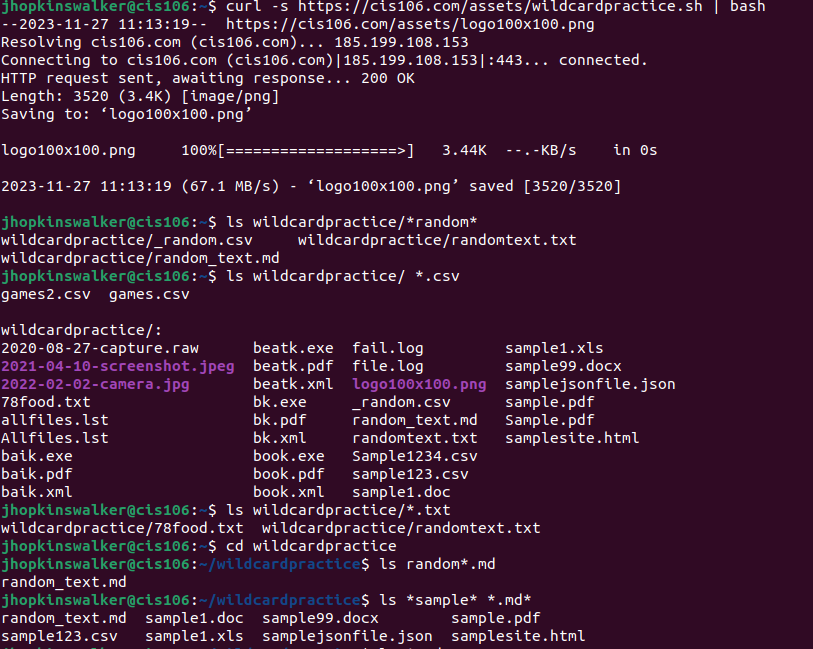 jhopkinswalker@cis106:~$ curl -s https://cis106.com/assets/wildcardpractice.sh | bash
--2023-11-27 11:13:19--  https://cis106.com/assets/logo100x100.png
Resolving cis106.com (cis106.com)... 185.199.108.153
Connecting to cis106.com (cis106.com)|185.199.108.153|:443... connected.
HTTP request sent, awaiting response... 200 OK
Length: 3520 (3.4K) [image/png]
Saving to: ‘logo100x100.png’
logo100x100.png     100%[===================>]   3.44K  --.-KB/s    in 0s
2023-11-27 11:13:19 (67.1 MB/s) - ‘logo100x100.png’ saved [3520/3520]
jhopkinswalker@cis106:~$ ls wildcardpractice/*random*
wildcardpractice/_random.csv     wildcardpractice/randomtext.txt
wildcardpractice/random_text.md
jhopkinswalker@cis106:~$ ls wildcardpractice/ *.csv
games2.csv  games.csv
wildcardpractice/:
2020-08-27-capture.raw      beatk.exe  fail.log         sample1.xls
2021-04-10-screenshot.jpeg  beatk.pdf  file.log         sample99.docx
2022-02-02-camera.jpg       beatk.xml  logo100x100.png  samplejsonfile.json
78food.txt                  bk.exe     _random.csv      sample.pdf
allfiles.lst                bk.pdf     random_text.md   Sample.pdf
Allfiles.lst                bk.xml     randomtext.txt   samplesite.html
baik.exe                    book.exe   Sample1234.csv
baik.pdf                    book.pdf   sample123.csv
baik.xml                    book.xml   sample1.doc
jhopkinswalker@cis106:~$ ls wildcardpractice/*.txt
wildcardpractice/78food.txt  wildcardpractice/randomtext.txt
jhopkinswalker@cis106:~$ cd wildcardpractice
jhopkinswalker@cis106:~/wildcardpractice$ ls random*.md
random_text.md
jhopkinswalker@cis106:~/wildcardpractice$ ls *sample* *.md*
random_text.md  sample1.doc  sample99.docx        sample.pdf
sample123.csv   sample1.xls  samplejsonfile.json  samplesite.html